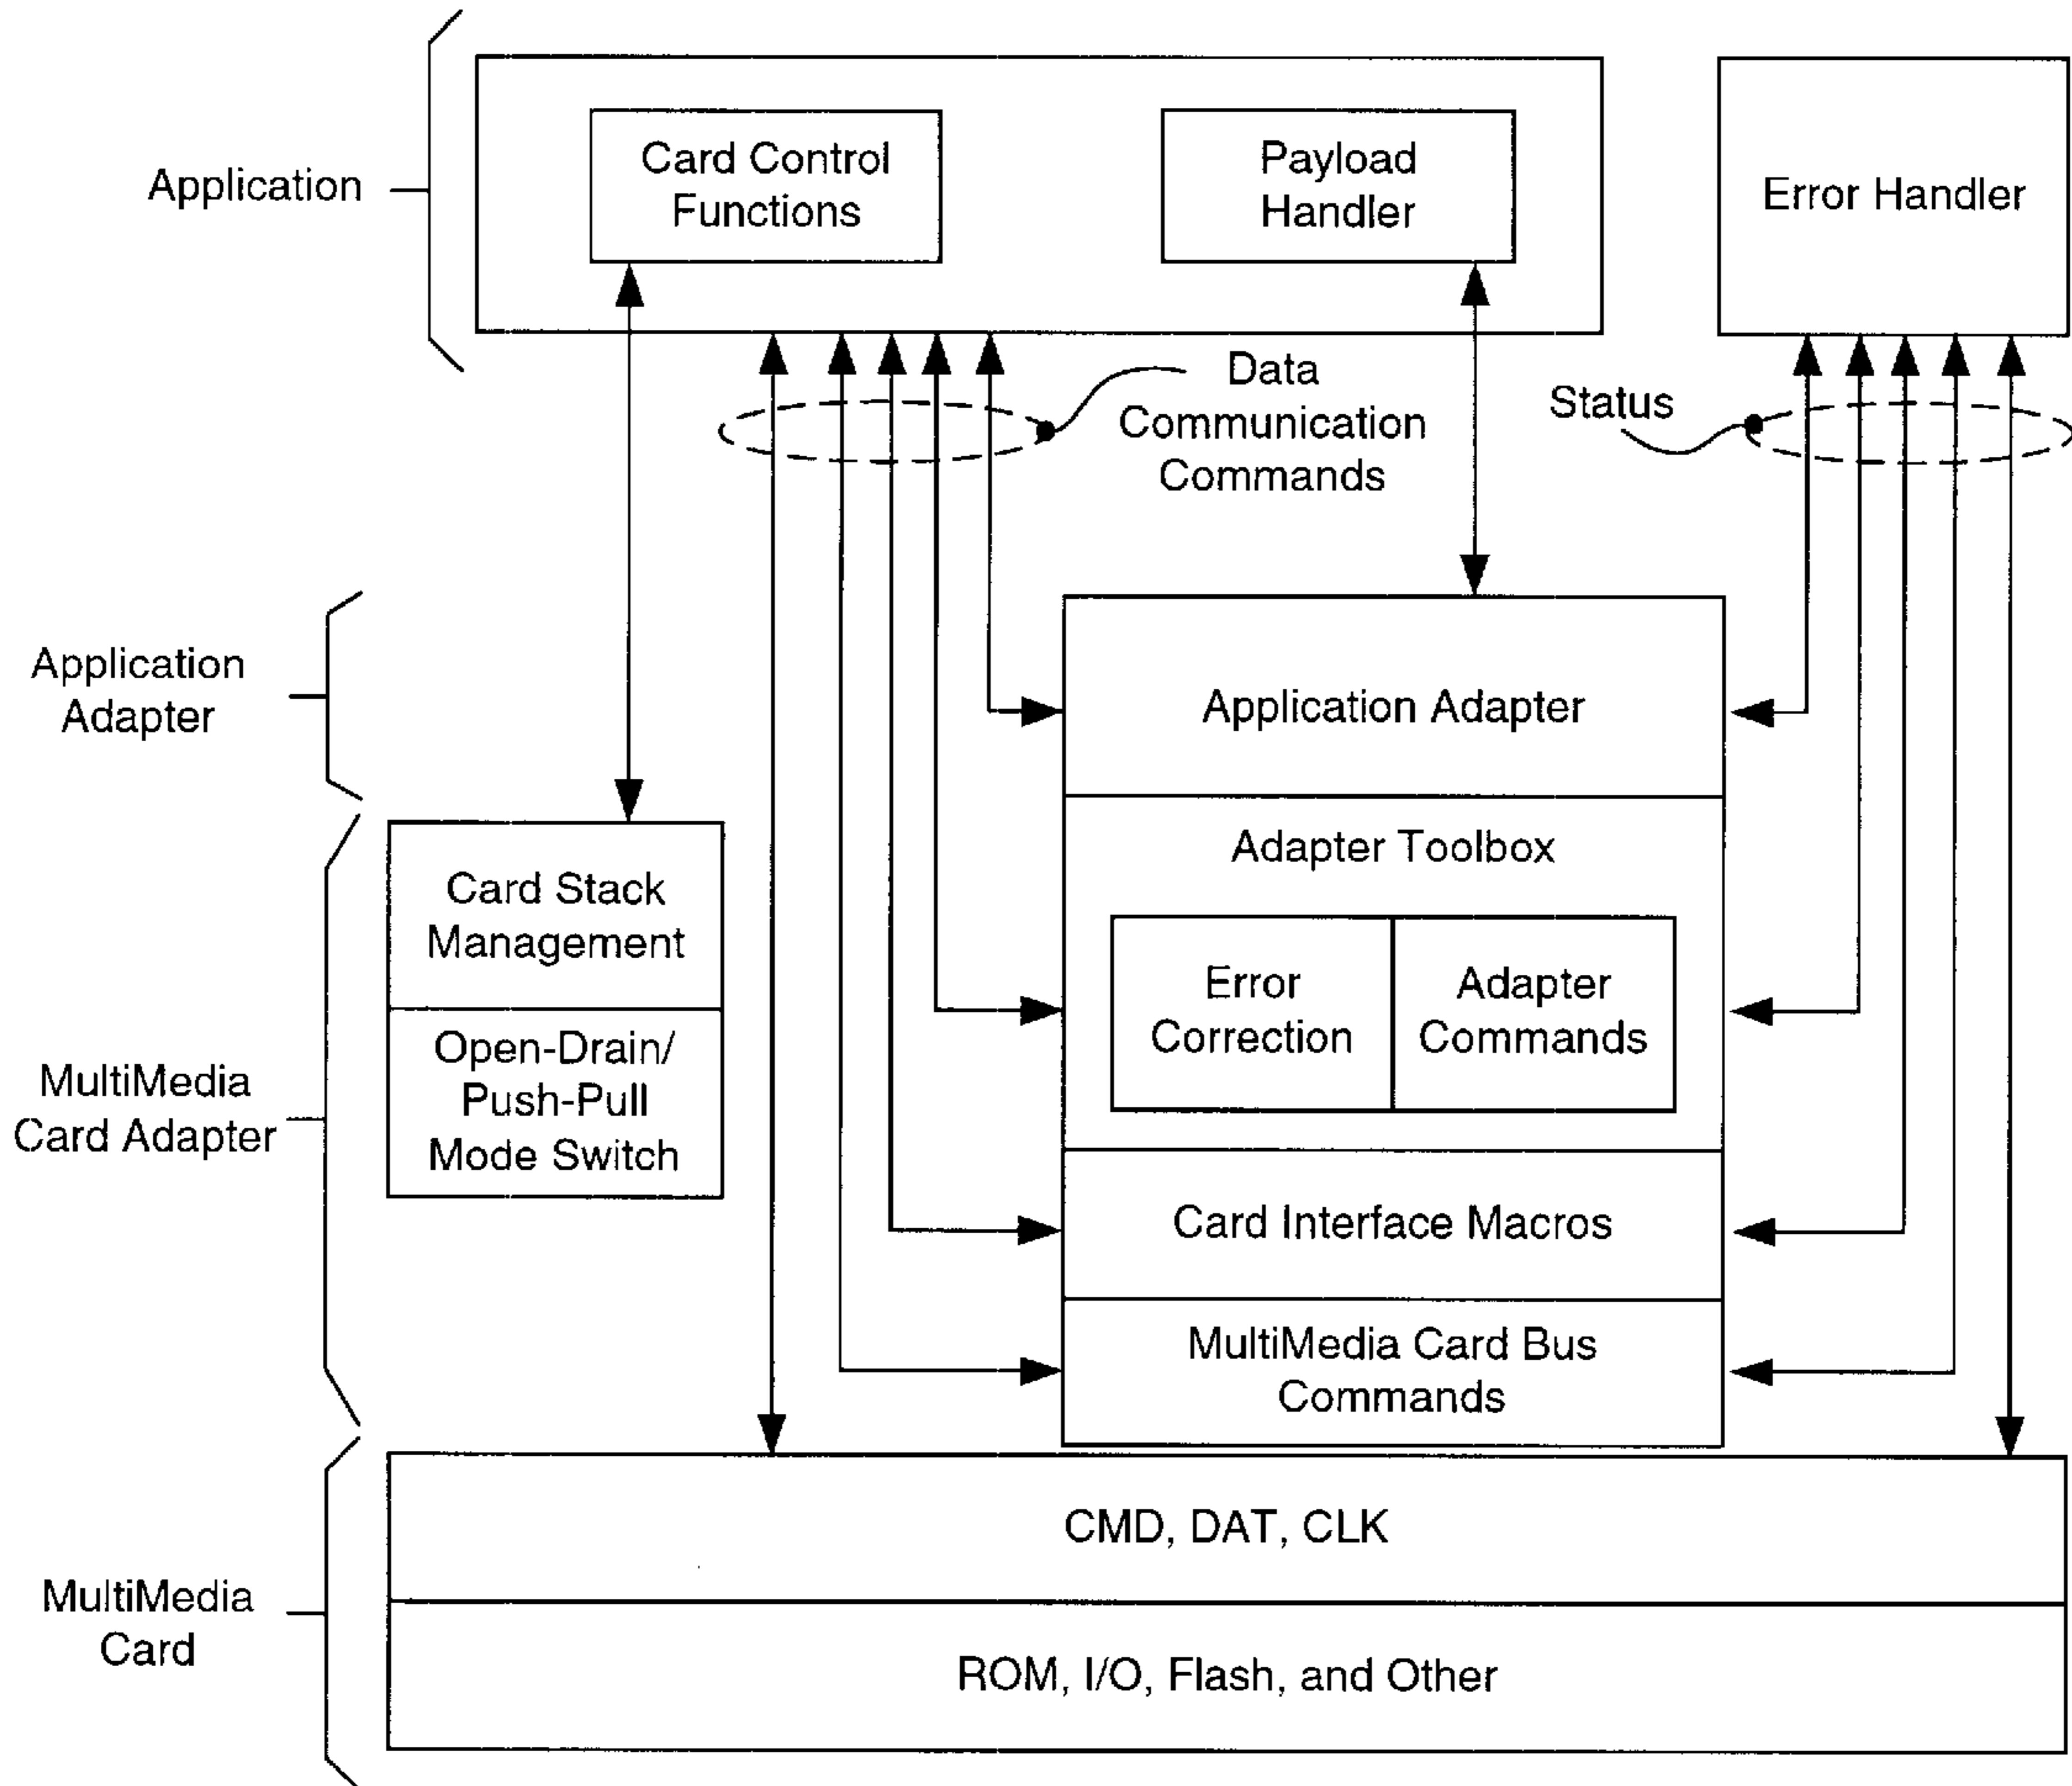 Application
Card Control
Functions
Payload
Handler
Error Handler
Data
Communication
Commands
Status
Application
Adapter
Application Adapter
Adapter Toolbox
Error
Correction
Adapter
Commands
Card Stack
Management
Open-Drain/
Push-Pull
Mode Switch
MultiMedia
Card Adapter
Card Interface Macros
MultiMedia Card Bus
Commands
MultiMedia
Card
CMD, DAT, CLK
ROM, I/O, Flash, and Other